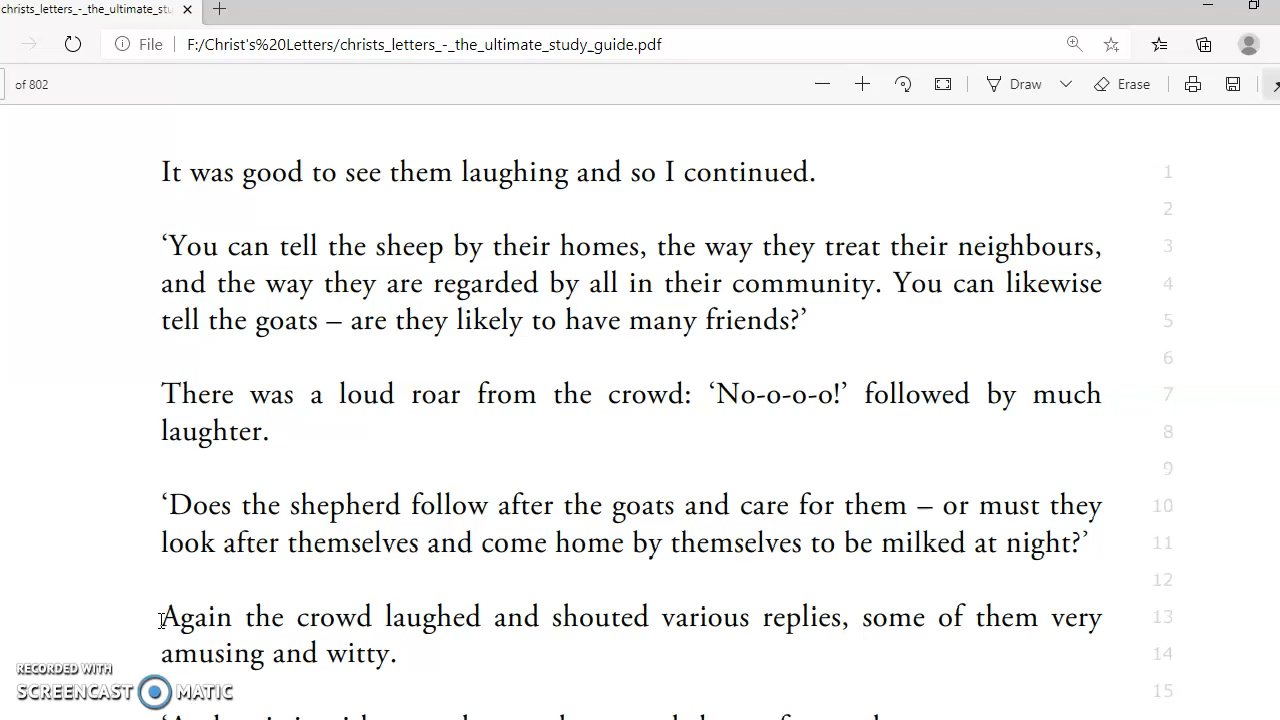 christs_letters_-_the_ultimate_stu
File F:/Christ's%20Letters/christs_letters_-_the_ultimate_study_guide.pdf
of 802 Draw Erase
It was good to see them laughing and so I continued. 1
2
‘You can tell the sheep by their homes, the way they treat their neighbours, 3
and the way they are regarded by all in their community. You can likewise 4
tell the goats – are they likely to have many friends?’ 5
6
There was a loud roar from the crowd: ‘No-o-o-o!’ followed by much 7
laughter. 8
9
‘Does the shepherd follow after the goats and care for them – or must they 10
look after themselves and come home by themselves to be milked at night?’ 11
12
Again the crowd laughed and shouted various replies, some of them very 13
amusing and witty. 14
15
RECORDED WITH
SCREENCAST MATIC